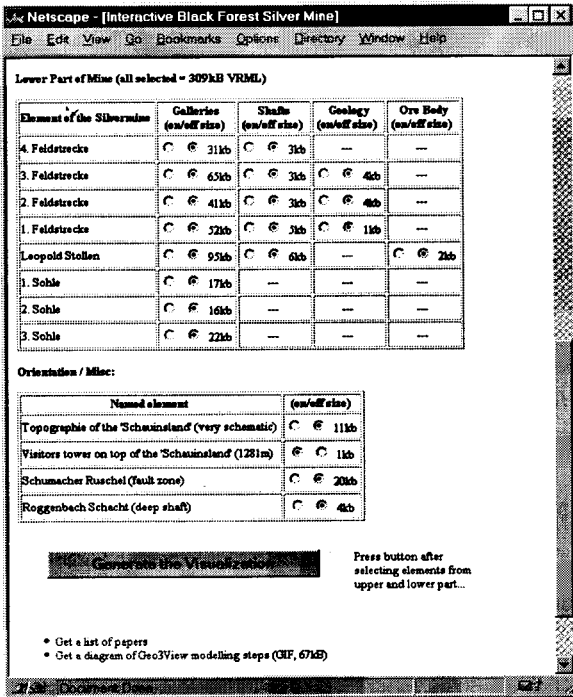 Netscape - [Interactive Black Forest Silver Mine]
File Edit View Go Bookmarks Options Directory Window Help
Lower Part of Mine (all selected = 309kB VRML)
Element of the Silvermine Galleries (on/off size) Shafts (on/off size) Geology (on/off size) Ore Body (on/off size)
4. Feldstrecke 31kb 3kb --- ---
3. Feldstrecke 65kb 3kb 4kb ---
2. Feldstrecke 41kb 3kb 4kb ---
1. Feldstrecke 52kb 5kb 1kb ---
Leopold Stollen 95kb 6kb --- 2kb
1. Sohle 17kb --- --- ---
2. Sohle 16kb --- --- ---
3. Sohle 22kb --- --- ---
Orientation / Misc:
Named element (on/off size)
Topographie of the 'Schauinsland' (very schematic) 11kb
Visitors tower on top of the 'Schauinsland' (1281m) 1kb
Schumacher Ruschel (fault zone) 20kb
Roggenbach Schacht (deep shaft) 4kb
Generate the Visualization
Press button after
selecting elements from
upper and lower part...
• Get a list of pepers
• Get a diagram of Geo3View modelling steps (GIF, 67kB)
Document Done